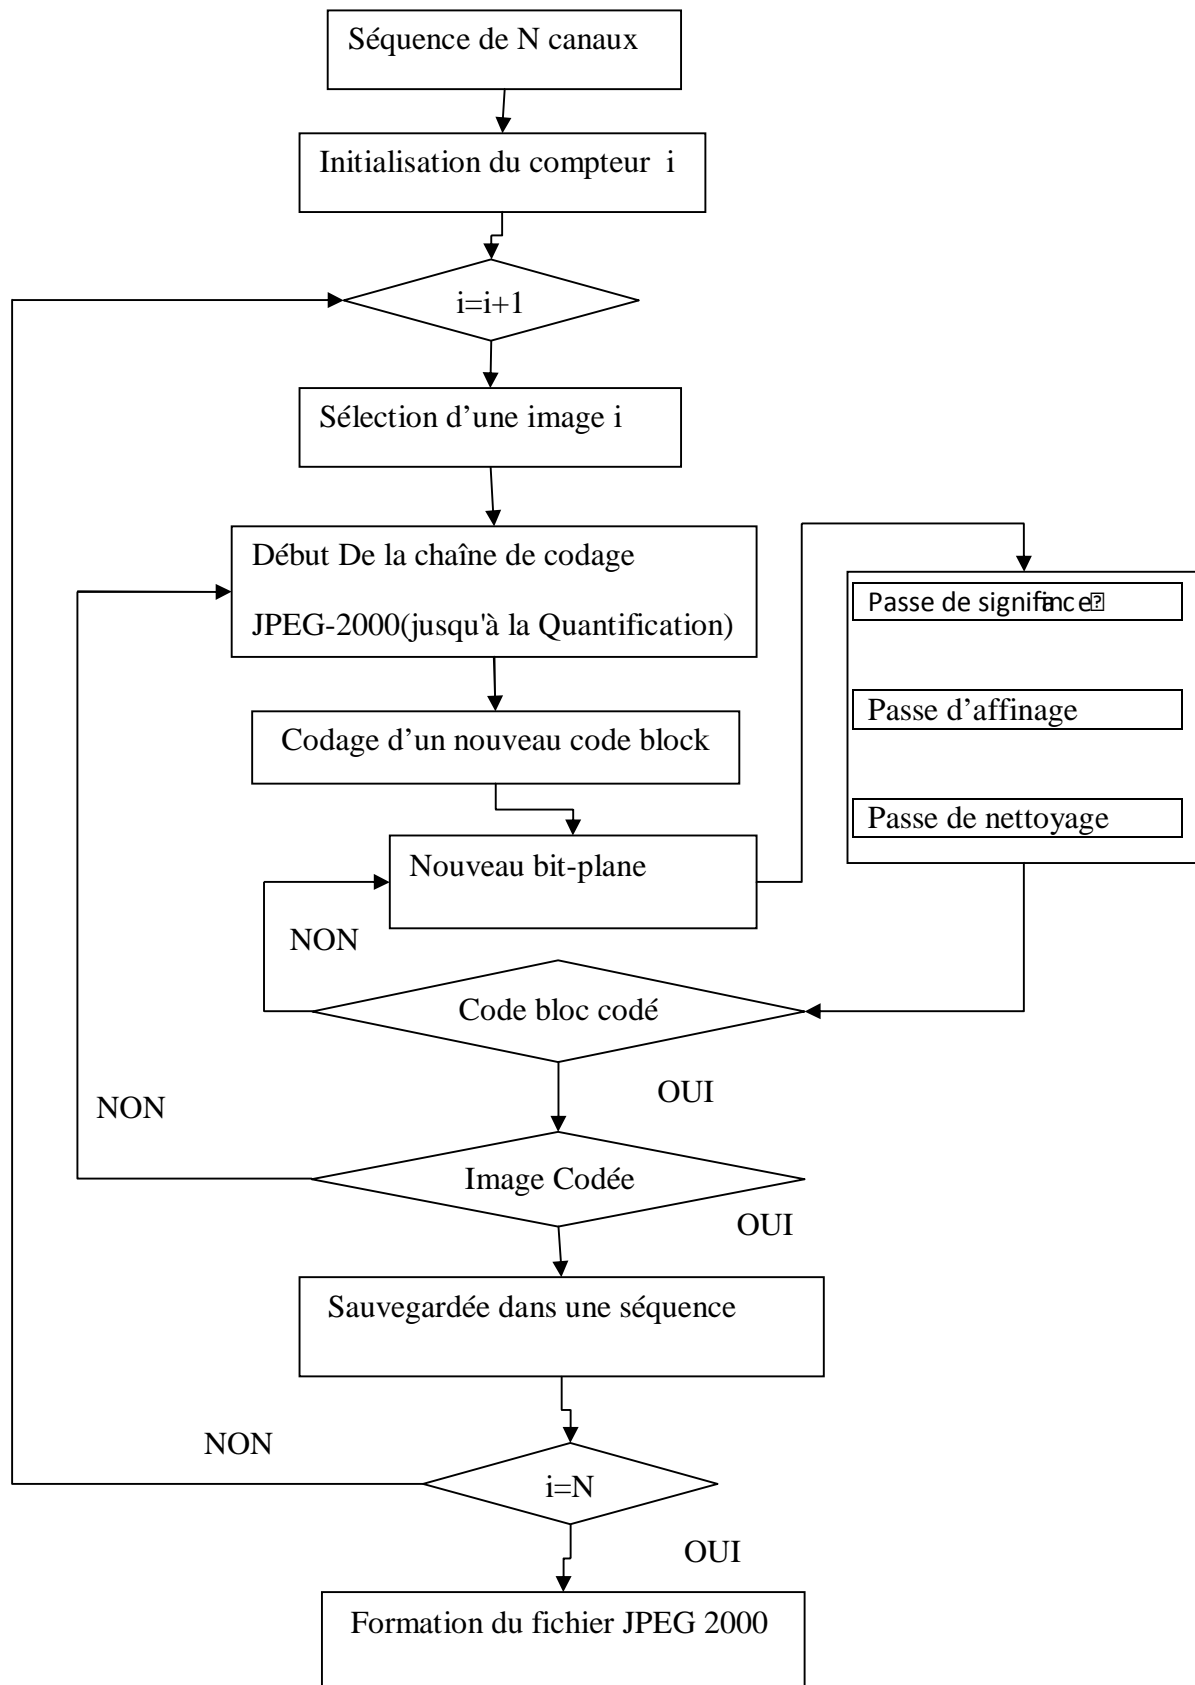 Séquence de N canaux
Initialisation du compteur i
i=i+1
Sélection d’une image i
Début De la chaîne de codage
JPEG-2000(jusqu'à la Quantification)
Codage d’un nouveau code block
Nouveau bit-plane
Passe de
Passe d’affinage
Passe de nettoyage
NON
Code bloc codé
OUI
NON
Image Codée
OUI
Sauvegardée dans une séquence
NON
i=N
OUI
Formation du fichier JPEG 2000